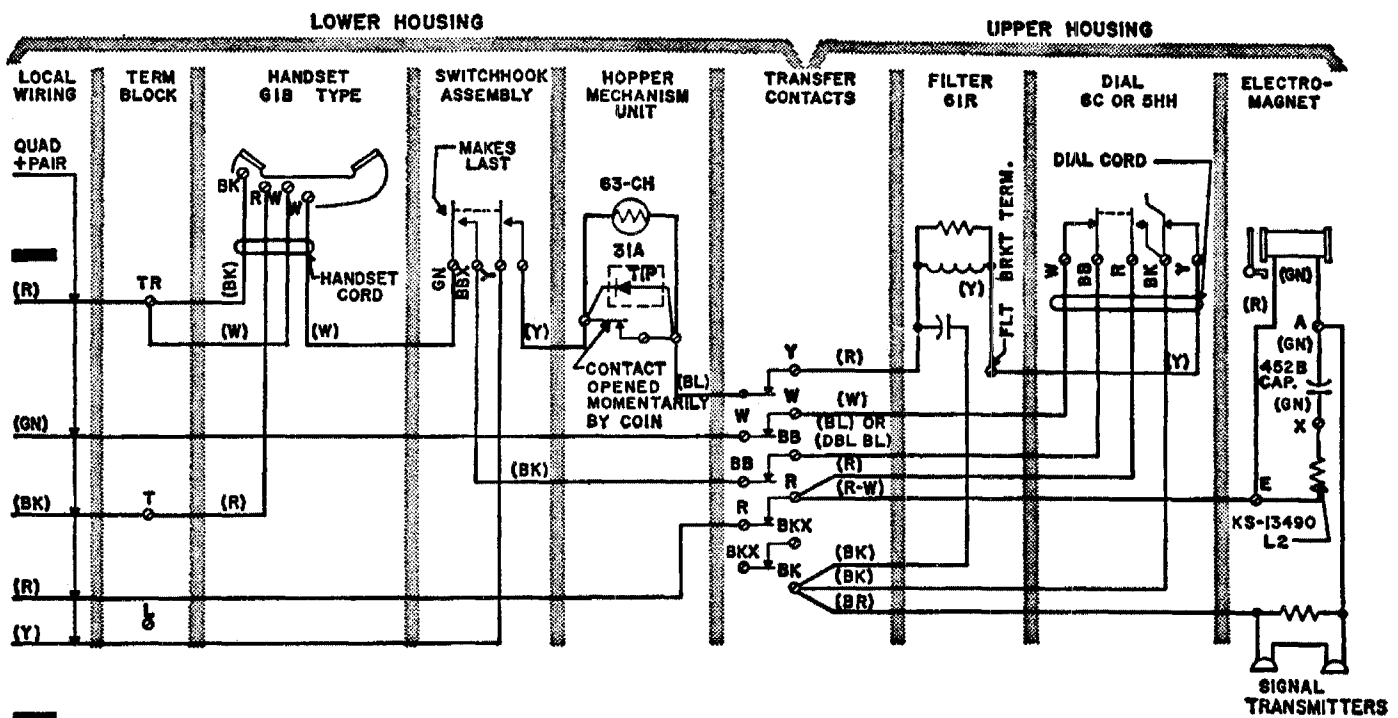 LOWER HOUSING
UPPER HOUSING
LOCAL
WIRING
TERM
BLOCK
HANDSET
G1B TYPE
SWITCHHOOK
ASSEMBLY
HOPPER
MECHANISM
UNIT
TRANSFER
CONTACTS
FILTER
61R
DIAL
6C OR 5HH
ELECTRO-
MAGNET
QUAD
+PAIR
MAKES
LAST
DIAL CORD
BK
R
W
W
63-CH
31A
T(P)
HANDSET
CORD
(BK)
GN
BBX
Y
(Y)
FLT BRKT TERM.
W
BB
R
BK
Y
(GN)
(R)
A
(GN)
452B
CAP.
(GN)
X
(R)
TR
(W)
(W)
(Y)
CONTACT
OPENED
MOMENTARILY
BY COIN
(BL)
Y
(R)
(Y)
W
(W)
(BL) OR
(DBL BL)
(GN)
W
BB
(BK)
BB
R
(R)
(R-W)
E
(BK)
T
(R)
R
BKX
KS-13490
L2
BKX
BK
(BK)
(BK)
(BR)
(R)
L
(Y)
SIGNAL
TRANSMITTERS